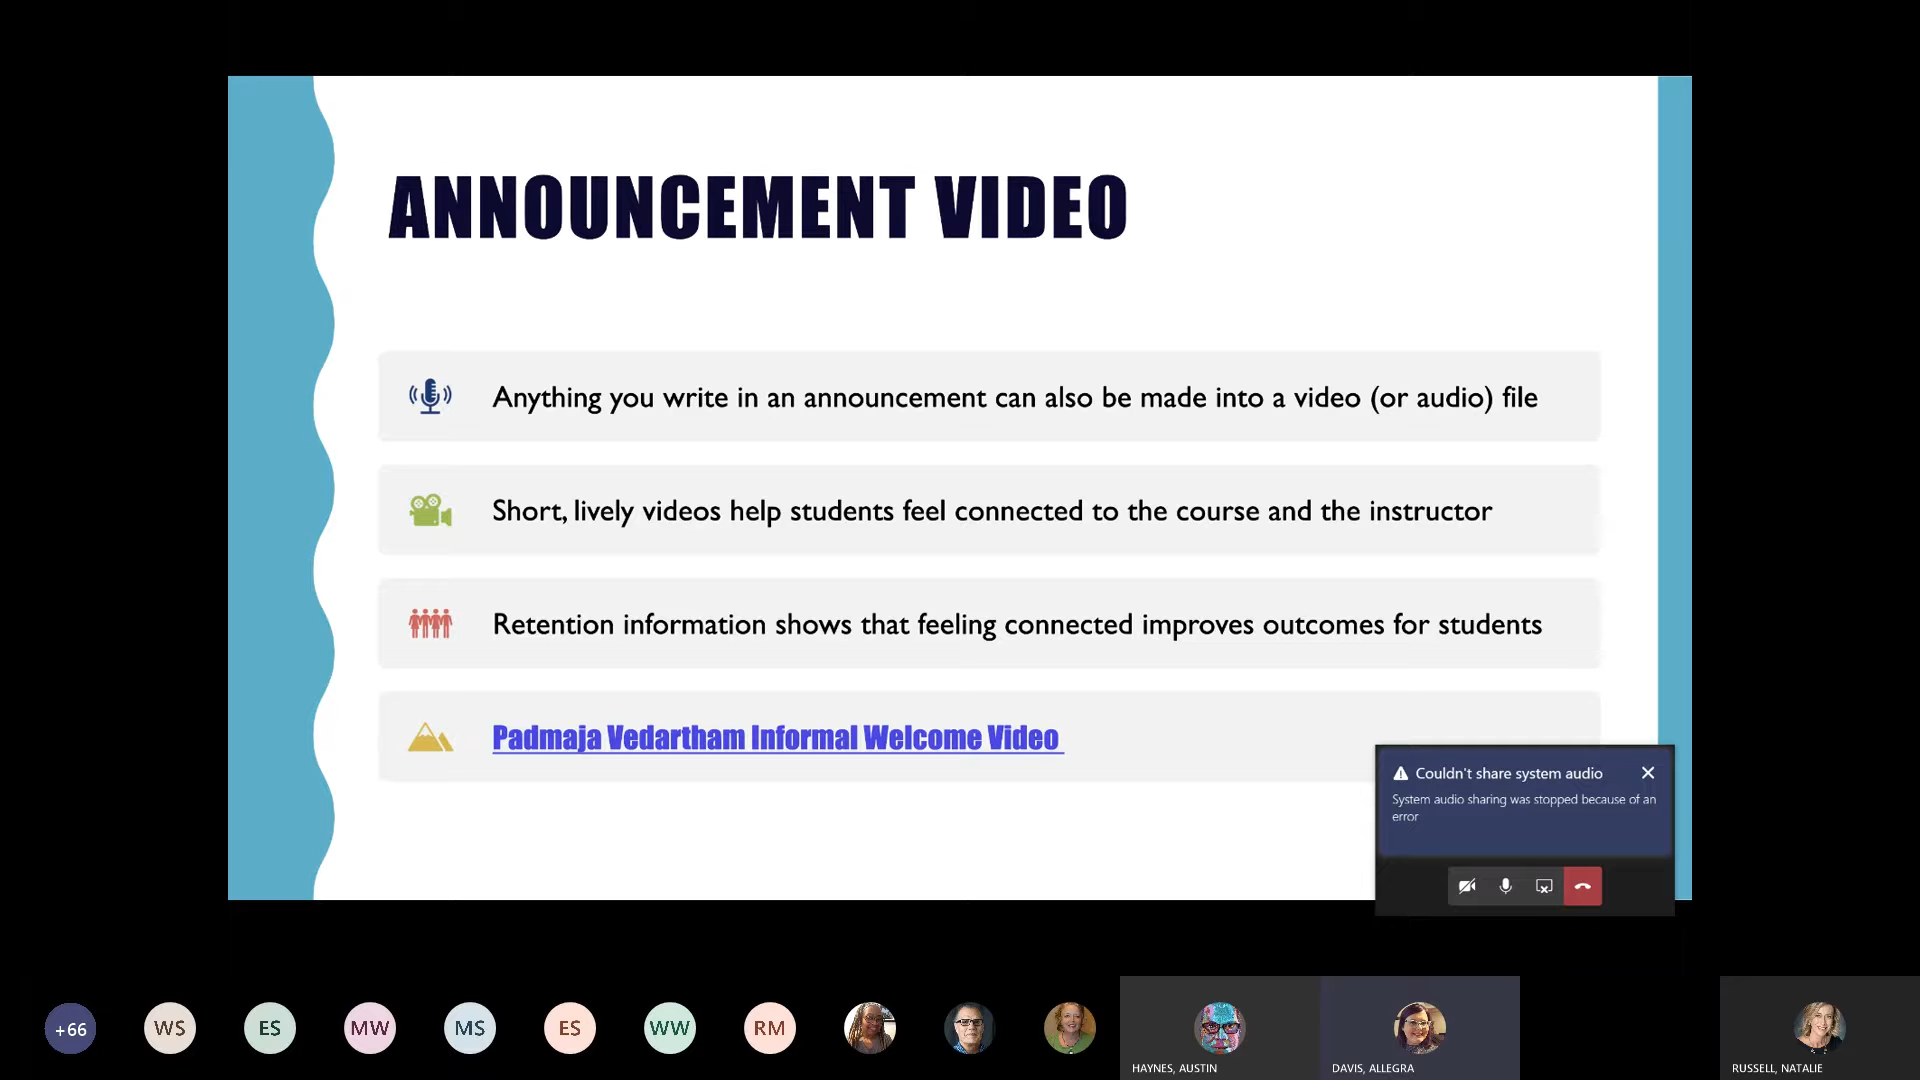 ANNOUNCEMENT VIDEO
Anything you write in an announcement can also be made into a video (or audio) file
Short, lively videos help students feel connected to the course and the instructor
Retention information shows that feeling connected improves outcomes for students
Padmaja Vedartham Informal Welcome Video
Couldn't share system audio
System audio sharing was stopped because of an
error
+66
WS
ES
MW
MS
ES
WW
RM
HAYNES, AUSTIN
DAVIS, ALLEGRA
RUSSELL, NATALIE